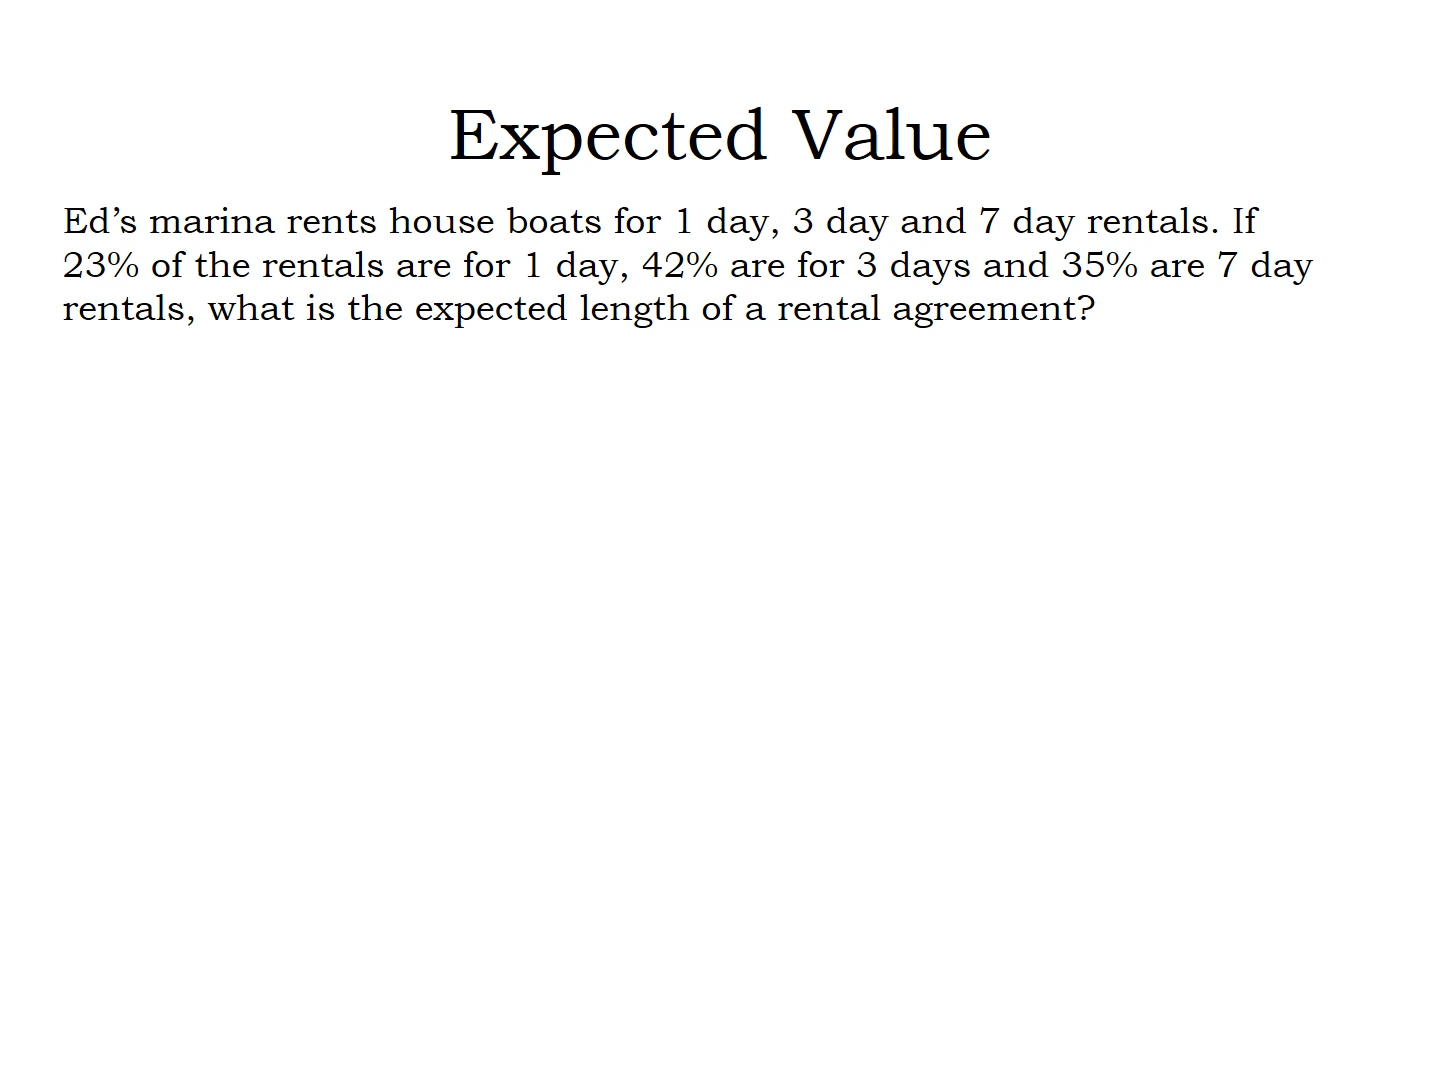 Expected Value
Ed’s marina rents house boats for 1 day, 3 day and 7 day rentals. If
23% of the rentals are for 1 day, 42% are for 3 days and 35% are 7 day
rentals, what is the expected length of a rental agreement?